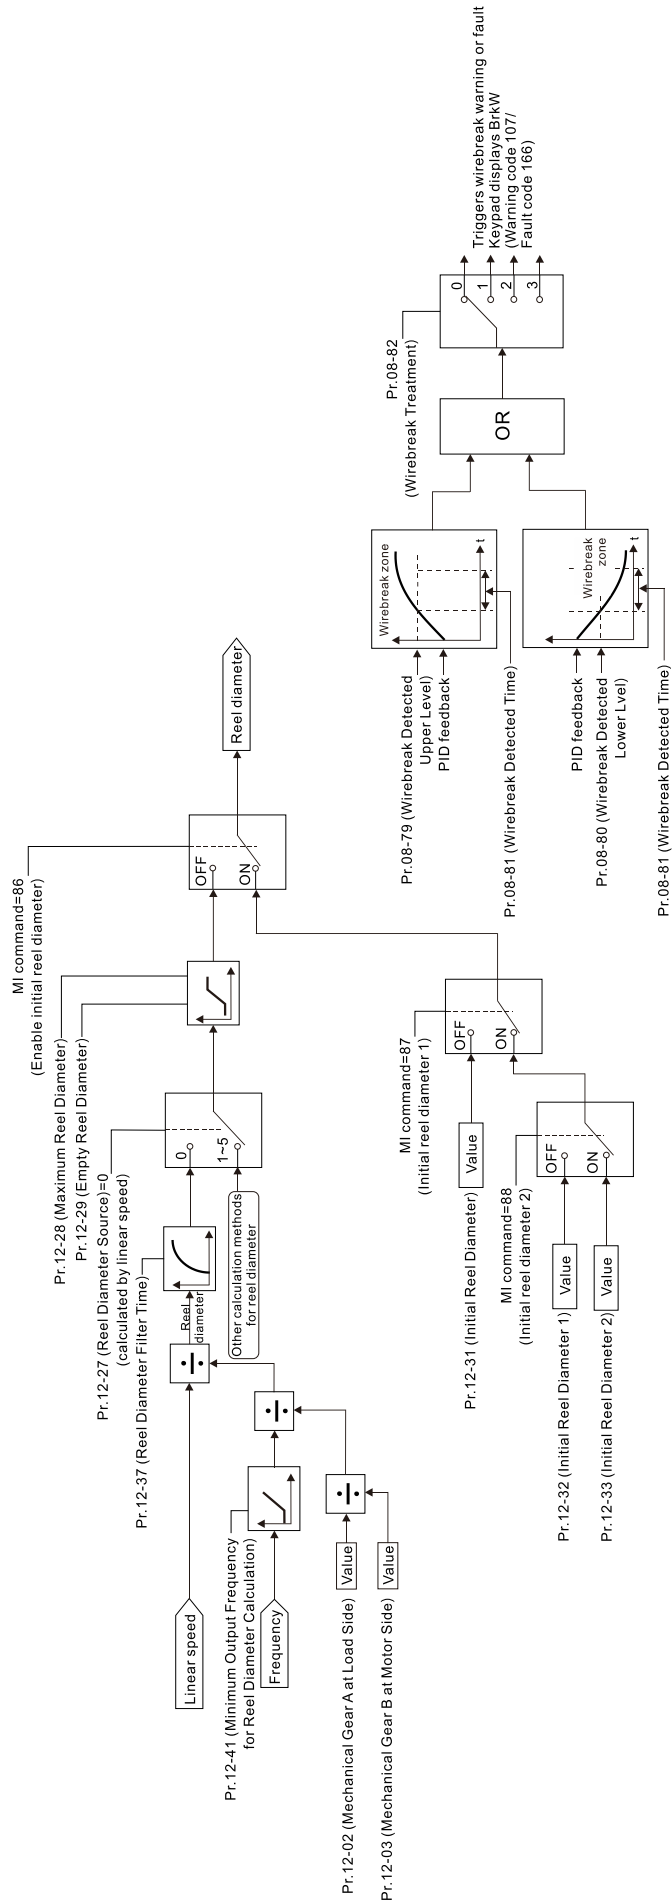 MI command=86
(Enable initial reel diameter)
Pr.12-28 (Maximum Reel Diameter)
Pr.12-29 (Empty Reel Diameter)
Pr.12-27 (Reel Diameter Source)=0
(calculated by linear speed)
Pr.12-37 (Reel Diameter Filter Time)
Linear speed
Reel
diameter
0
1~5
OFF
ON
Reel diameter
Other calculation methods
for reel diameter
Pr.12-41 (Minimum Output Frequency
for Reel Diameter Calculation)
Frequency
Pr.12-02 (Mechanical Gear A at Load Side)
Value
Pr.12-03 (Mechanical Gear B at Motor Side)
Value
MI command=87
(Initial reel diameter 1)
Pr.12-31 (Initial Reel Diameter)
Value
OFF
ON
MI command=88
(Initial reel diameter 2)
Pr.12-32 (Initial Reel Diameter 1)
Value
Pr.12-33 (Initial Reel Diameter 2)
Value
OFF
ON
Pr.08-79 (Wirebreak Detected
Upper Level)
PID feedback
Wirebreak zone
t
Pr.08-81 (Wirebreak Detected Time)
PID feedback
Pr.08-80 (Wirebreak Detected
Lower Lvel)
Wirebreak
zone
t
Pr.08-81 (Wirebreak Detected Time)
OR
Pr.08-82
(Wirebreak Treatment)
0
1
2
3
Triggers wirebreak warning or fault
Keypad displays BrkW
(Warning code 107/
Fault code 166)